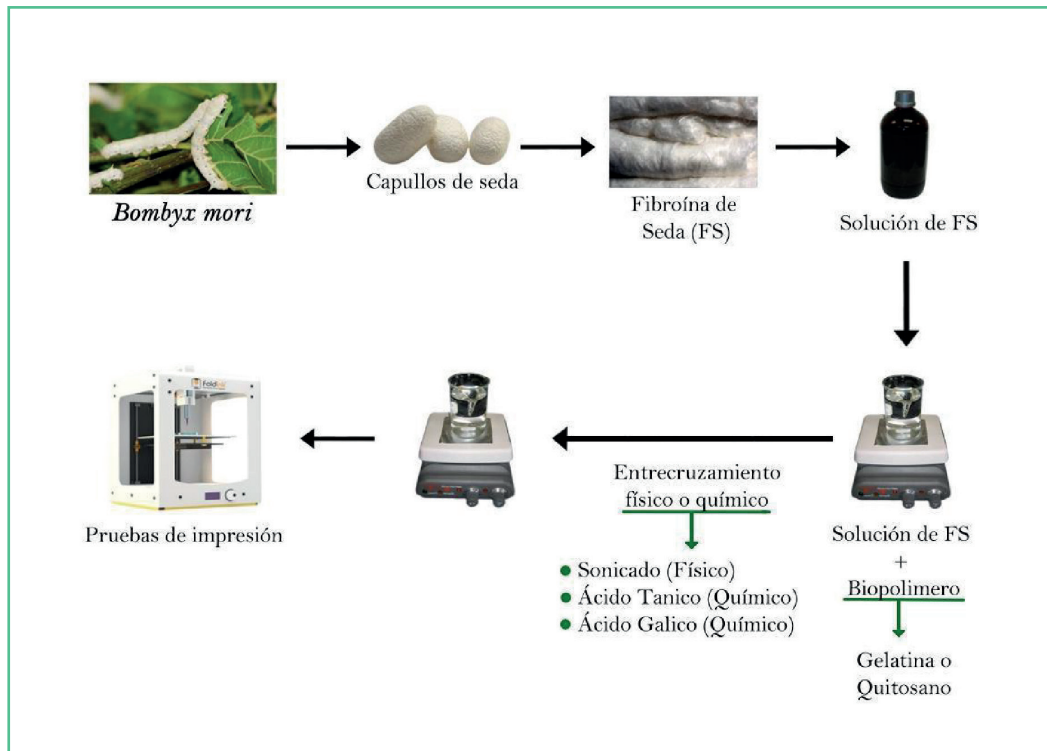 Bombyx mori
Capullos de seda
Fibroína de
Seda (FS)
Solución de FS
Solución de FS
+
Biopolimero
Gelatina o
Quitosano
Entrecruzamiento
físico o químico
Sonicado (Físico)
Ácido Tanico (Químico)
Ácido Galico (Químico)
Pruebas de impresión